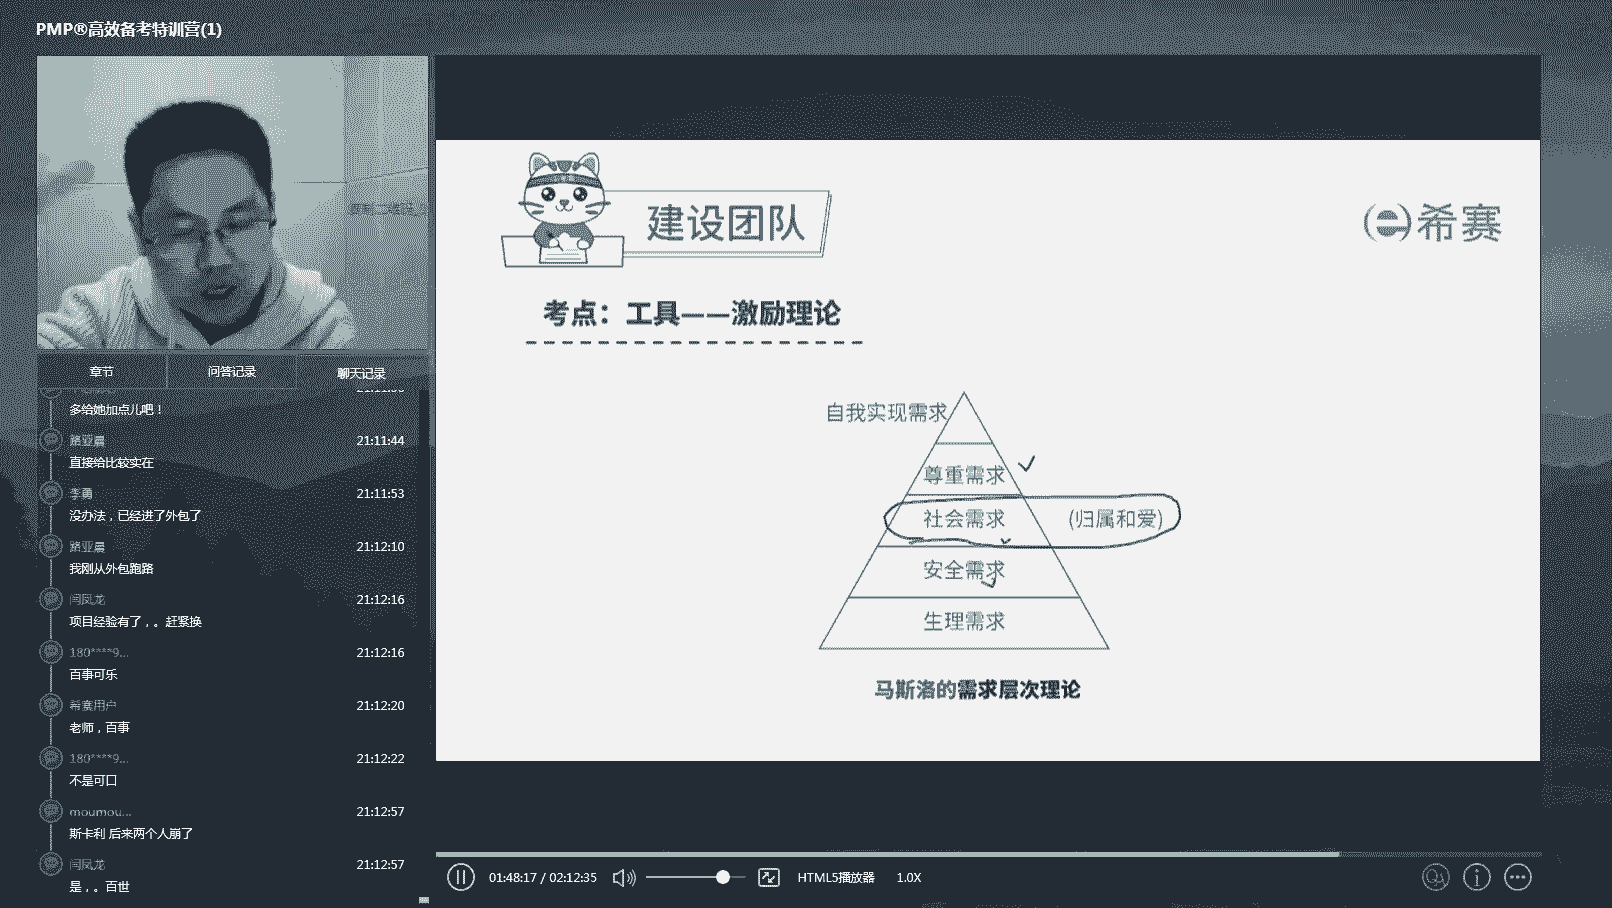 PMP®高效备考特训营(1)
章节
问答记录
聊天记录
多给她加点儿吧！
路亚晨
21:11:44
直接给比较实在
李勇
21:11:53
没办法，已经进了外包了
路亚晨
21:12:10
我刚从外包跑路
闫凤龙
21:12:16
项目经验有了，。赶紧换
180****9...
21:12:16
百事可乐
希赛用户
21:12:20
老师，百事
180****9...
21:12:22
不是可口
moumou...
21:12:57
斯卡利 后来两个人崩了
闫凤龙
21:12:57
是，。百世
建设团队
希赛
考点：工具——激励理论
自我实现需求
尊重需求
社会需求 (归属和爱)
安全需求
生理需求
马斯洛的需求层次理论
01:48:17 / 02:12:35
HTML5播放器
1.0X